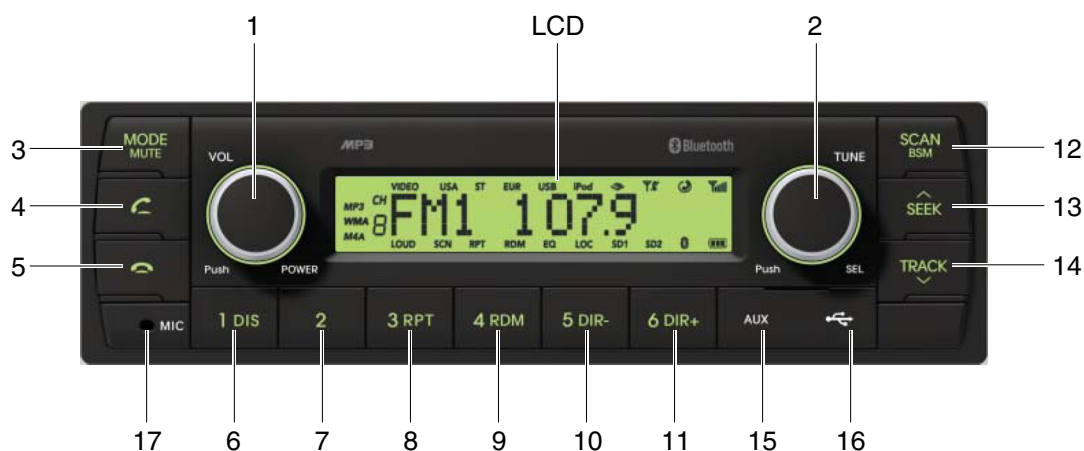 1 LCD 2
3 MODE MUTE
VOL MP3 Bluetooth TUNE
SCAN BSM 12
VIDEO USA ST EUR USB iPod
4
MP3 CH
WMA 8 FM1 107.9
M4A
SEEK 13
LOUD SCN RPT RDM EQ LOC SD1 SD2
5
Push POWER
Push SEL
TRACK 14
MIC 1 DIS 2 3 RPT 4 RDM 5 DIR- 6 DIR+ AUX
17 6 7 8 9 10 11 15 16